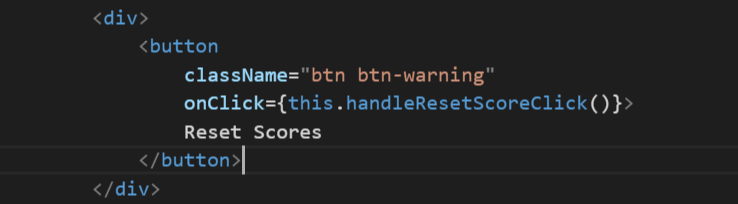 <div>
<button
className="btn btn-warning"
onClick={this.handleResetScoreClick()}>
Reset Scores
</button>
</div>